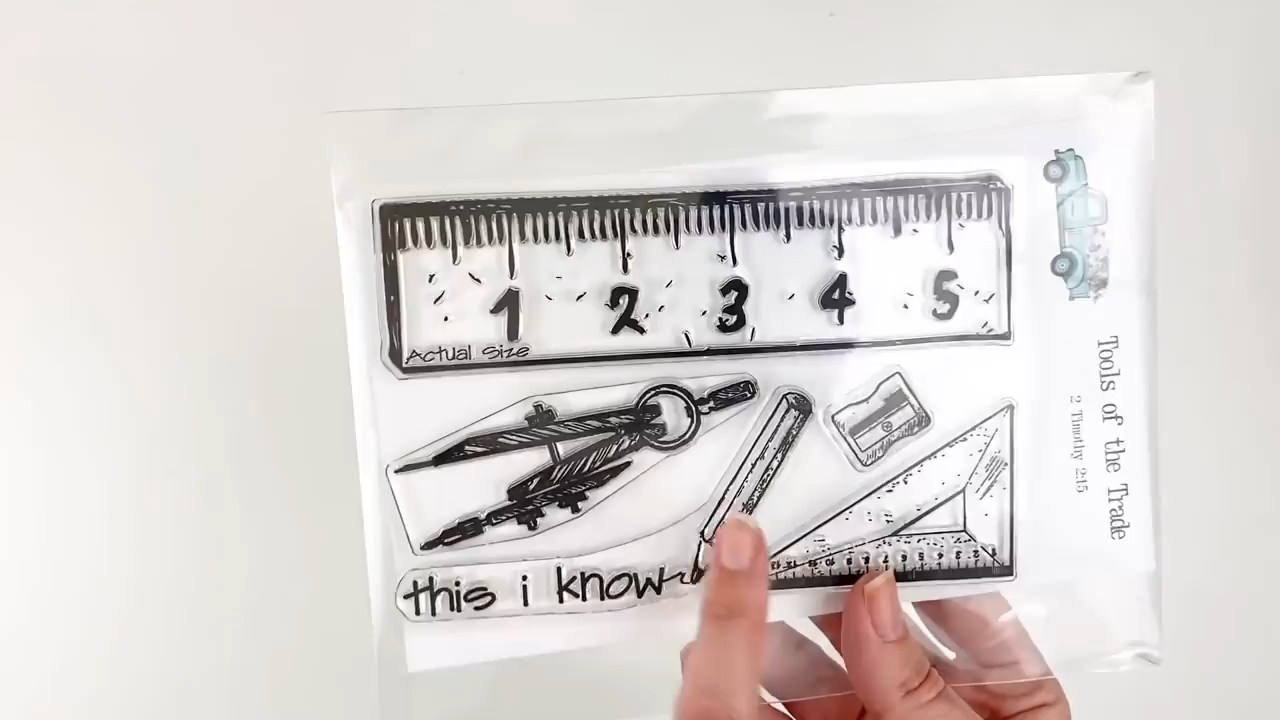 1 2 3 4 5
Actual Size
this i know
Tools of the Trade
2 Timothy 2:15